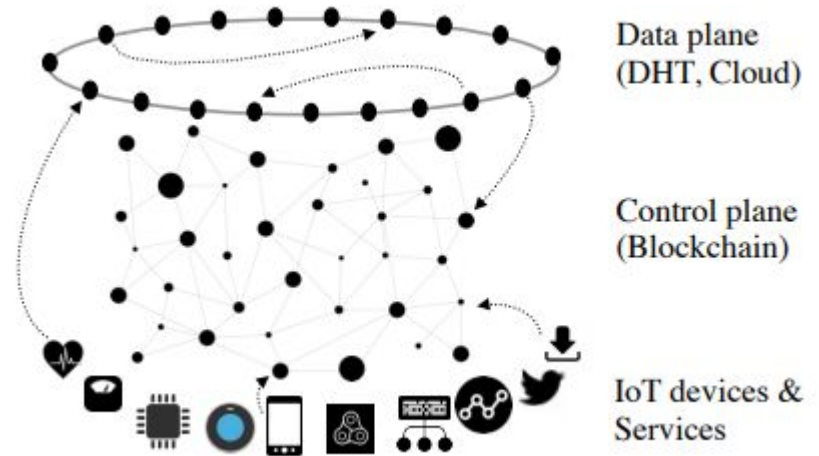 Data plane
(DHT, Cloud)
Control plane
(Blockchain)
IoT devices &
Services